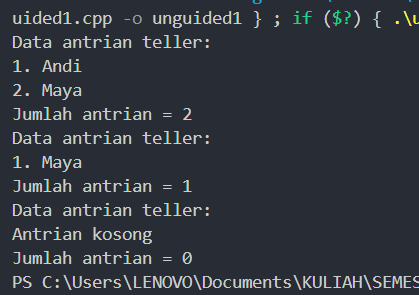 uided1.cpp -o unguided1 } ; if ($?) { .\u
Data antrian teller:
1. Andi
2. Maya
Jumlah antrian = 2
Data antrian teller:
1. Maya
Jumlah antrian = 1
Data antrian teller:
Antrian kosong
Jumlah antrian = 0
PS C:\Users\LENOVO\Documents\KULIAH\SEMES